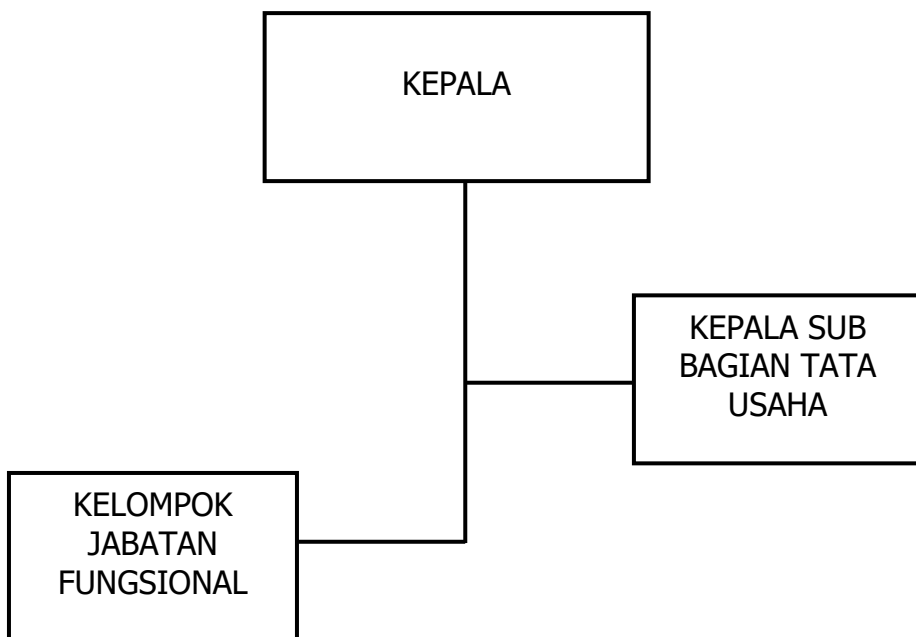 KEPALA
KEPALA SUB
BAGIAN TATA
USAHA
KELOMPOK
JABATAN
FUNGSIONAL